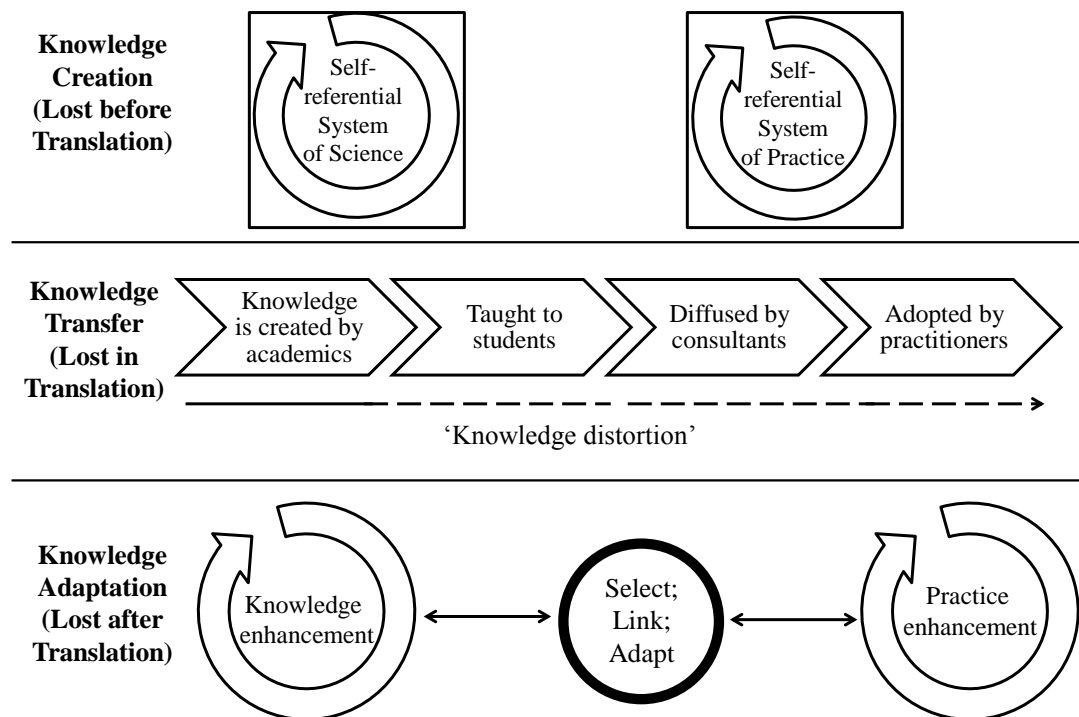 Knowledge
Creation
(Lost before
Translation)
Self-
referential
System
of Science
Self-
referential
System
of Practice
Knowledge
Transfer
(Lost in
Translation)
Knowledge
is created by
academics
Taught to
students
Diffused by
consultants
Adopted by
practitioners
‘Knowledge distortion’
Knowledge
Adaptation
(Lost after
Translation)
Knowledge
enhancement
Select;
Link;
Adapt
Practice
enhancement